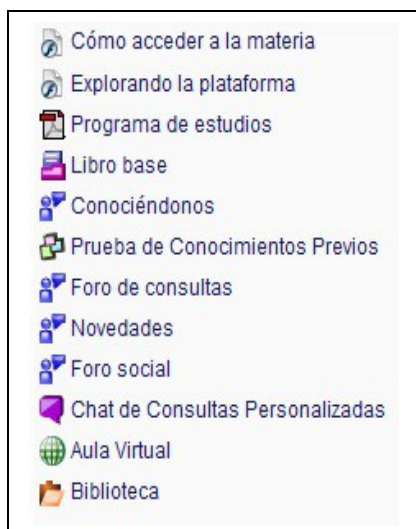 Cómo acceder a la materia
Explorando la plataforma
Programa de estudios
Libro base
Conociéndonos
Prueba de Conocimientos Previos
Foro de consultas
Novedades
Foro social
Chat de Consultas Personalizadas
Aula Virtual
Biblioteca